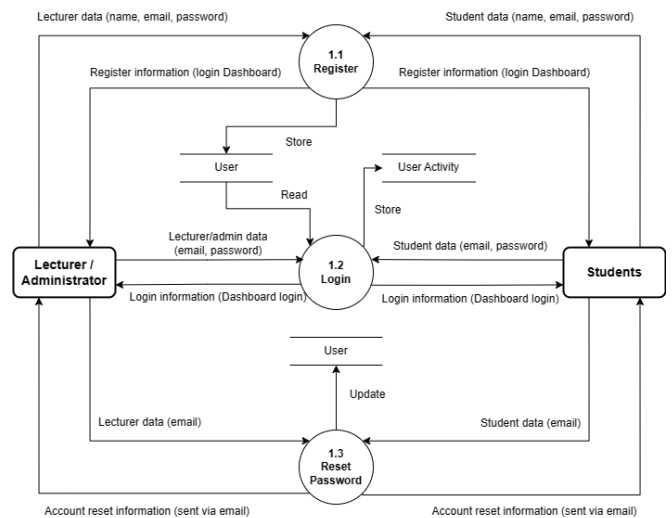 Lecturer data (name, email, password)
Student data (name, email, password)
1.1
Register
Register information (login Dashboard)
Register information (login Dashboard)
Store
User
User Activity
Read
Store
Lecturer/admin data
(email, password)
Student data (email, password)
Lecturer /
Administrator
1.2
Login
Students
Login information (Dashboard login)
Login information (Dashboard login)
User
Update
Lecturer data (email)
Student data (email)
1.3
Reset
Password
Account reset information (sent via email)
Account reset information (sent via email)